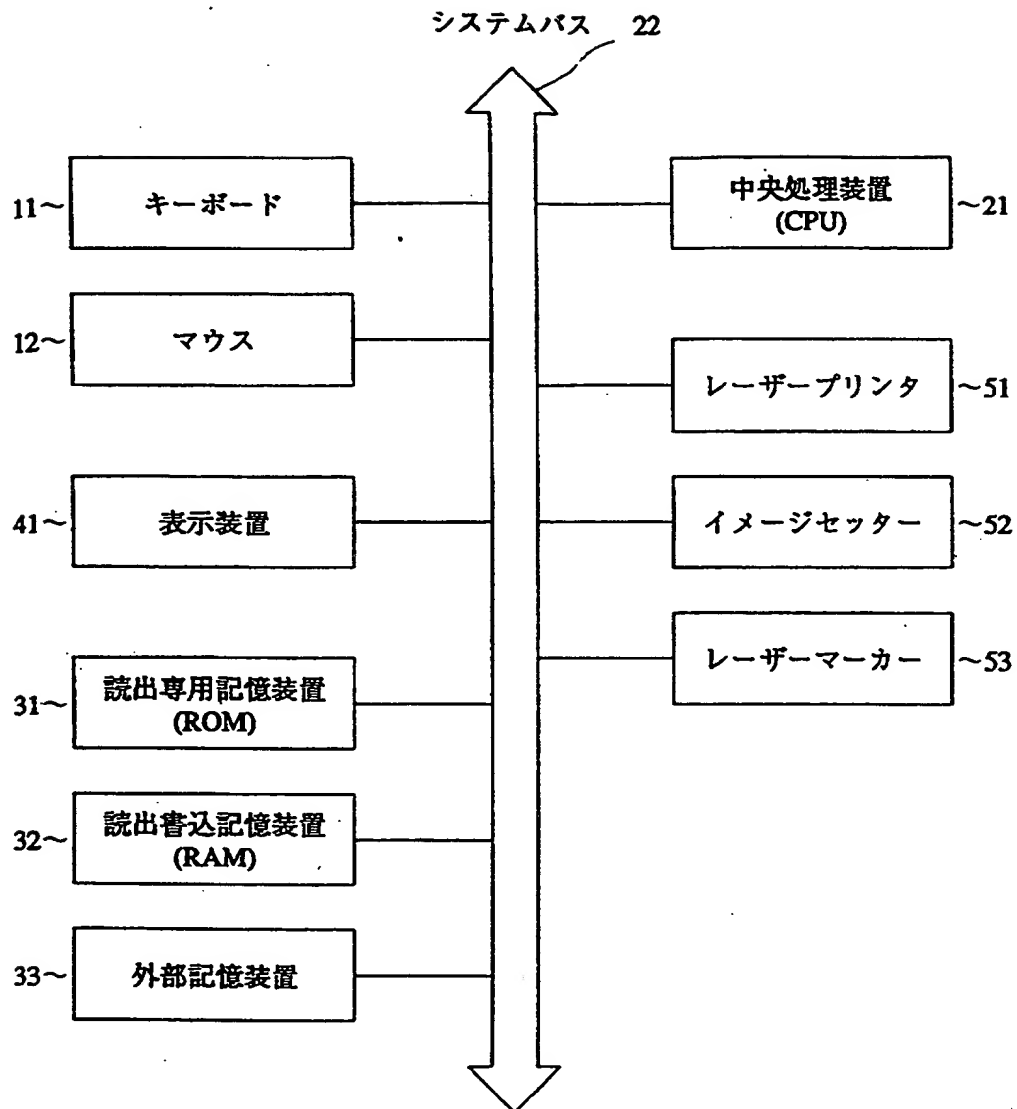 システムバス 22
11~ キーボード
中央処理装置
(CPU) ~21
12~ マウス
レーザープリンタ ~51
41~ 表示装置
イメージセッター ~52
レーザーマーカー ~53
31~ 読出専用記憶装置
(ROM)
32~ 読出書込記憶装置
(RAM)
33~ 外部記憶装置